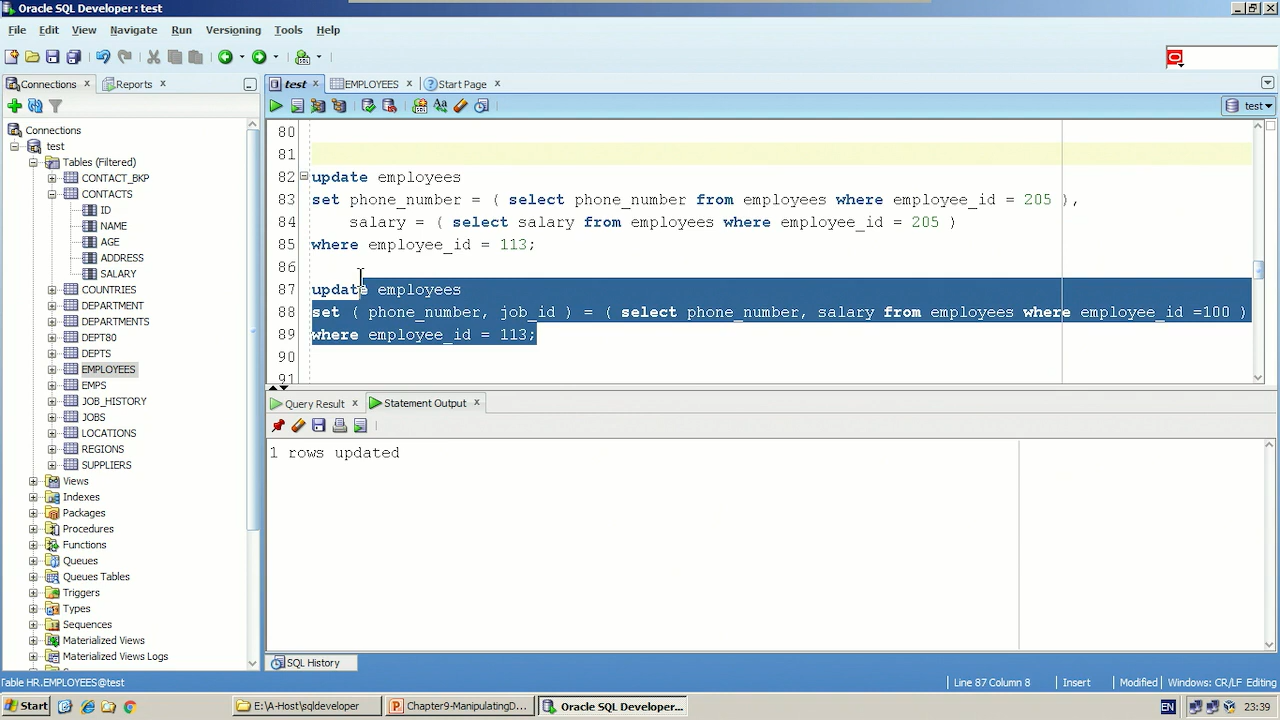 Oracle SQL Developer : test
File Edit View Navigate Run Versioning Tools Help
Connections Reports
test EMPLOYEES Start Page
test
Connections
test
Tables (Filtered)
CONTACT_BKP
CONTACTS
ID
NAME
AGE
ADDRESS
SALARY
COUNTRIES
DEPARTMENT
DEPARTMENTS
DEPT80
DEPTS
EMPLOYEES
EMPS
JOB_HISTORY
JOBS
LOCATIONS
REGIONS
SUPPLIERS
Views
Indexes
Packages
Procedures
Functions
Queues
Queues Tables
Triggers
Types
Sequences
Materialized Views
Materialized Views Logs
80
81
82 update employees
83 set phone_number = ( select phone_number from employees where employee_id = 205 ),
84 salary = ( select salary from employees where employee_id = 205 )
85 where employee_id = 113;
86
87 update employees
88 set ( phone_number, job_id ) = ( select phone_number, salary from employees where employee_id =100 )
89 where employee_id = 113;
90
91
Query Result Statement Output
1 rows updated
SQL History
Table HR.EMPLOYEES@test Line 87 Column 8 Insert Modified Windows: CR/LF Editing
Start E:\A-Host\sqldeveloper Chapter9-ManipulatingD... Oracle SQL Developer... EN 23:39